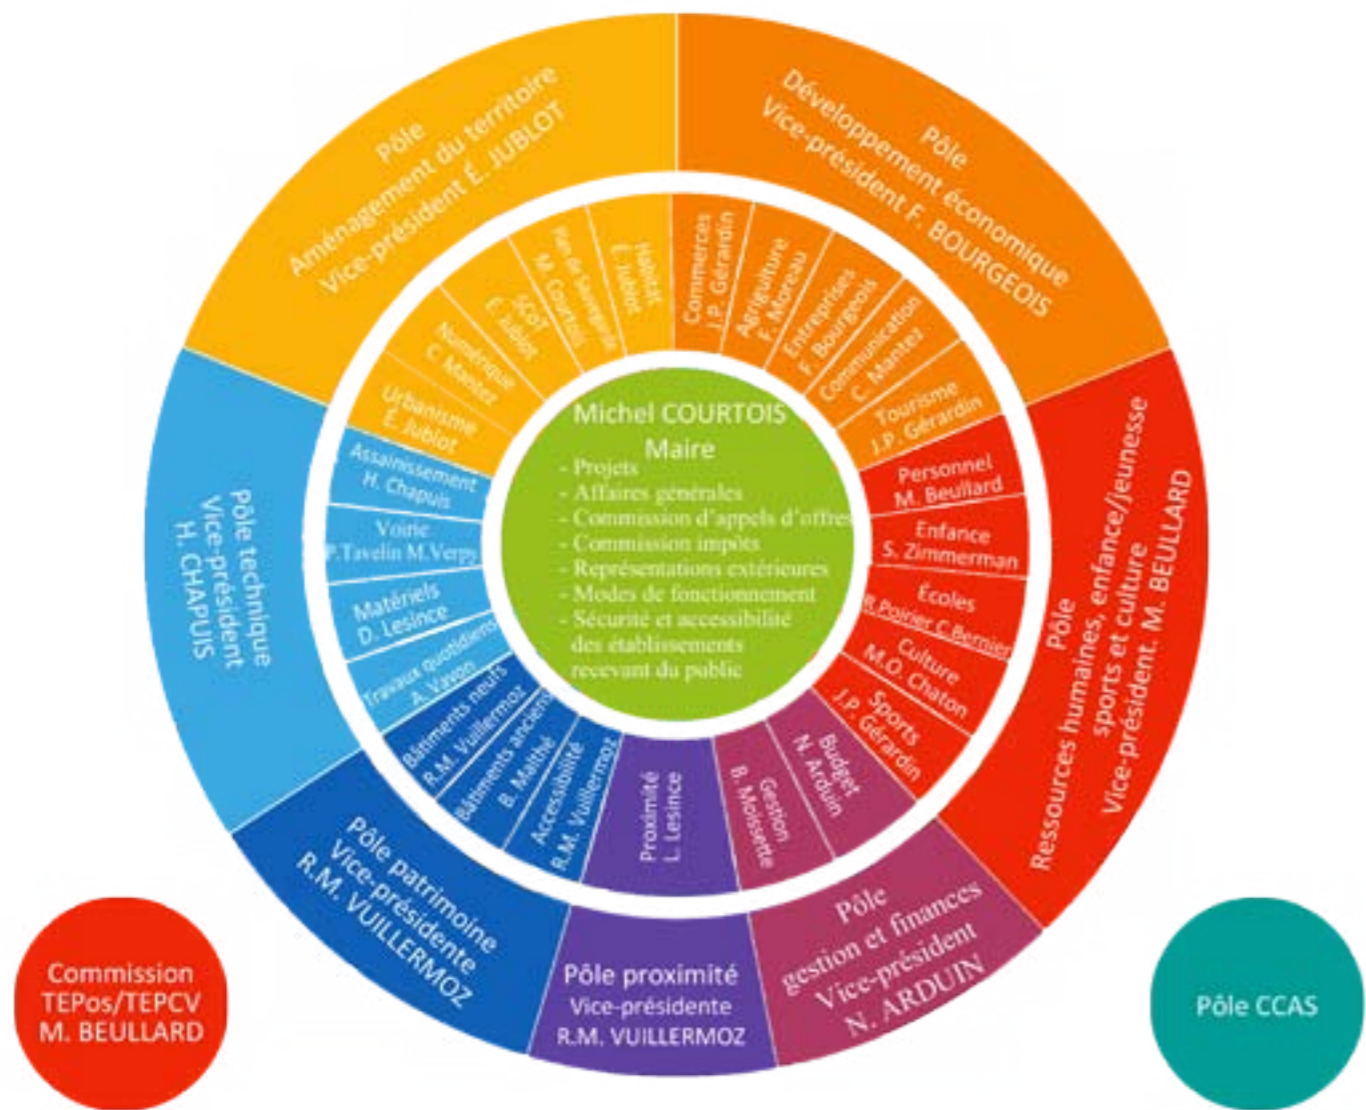 Pôle
Aménagement du territoire
Vice-président É. JUBLOT
Pôle
Développement économique
Vice-président F. BOURGEOIS
Pôle
Ressources humaines, enfance/jeunesse
sports et culture
Vice-président. M. BEULLARD
Pôle
gestion et finances
Vice-président
N. ARDUIN
Pôle proximité
Vice-présidente
R.M. VUILLERMOZ
Pôle patrimoine
Vice-présidente
R.M. VUILLERMOZ
Pôle technique
Vice-président
H. CHAPUIS
Urbanisme
É. Jublot
Numérique
C. Mantez
SCoT
É. Jublot
Plan de Sauvegarde
M. Courtois
Habitat
É. Jublot
Commerces
J.P. Gérardin
Agriguiture
F. Moreau
Entreprises
F. Bourgeois
Communication
C. Mantez
Tourisme
J.P. Gérardin
Personnel
M. Beullard
Enfance
S. Zimmerman
Écoles
R.Poirier C.Bernier
Culture
M.O. Chaton
Sports
J.P. Gérardin
Budget
N. Arduin
Gestion
B. Moissette
Proximité
L. Lesince
Accessibilité
R.M. Vuillermoz
Bâtiments anciens
B. Maithé
Bâtiments neufs
R.M. Vuillermoz
Travaux quotidiens
A. Vavon
Matériels
D. Lesince
Voirie
P.Tavelin M.Verpy
Assainissement
H. Chapuis
Michel COURTOIS
Maire
- Projets
- Affaires générales
- Commission d'appels d'offres
- Commission impôts
- Représentations extérieures
- Modes de fonctionnement
- Sécurité et accessibilité
des établissements
recevant du public
Commission
TEPos/TEPCV
M. BEULLARD
Pôle CCAS